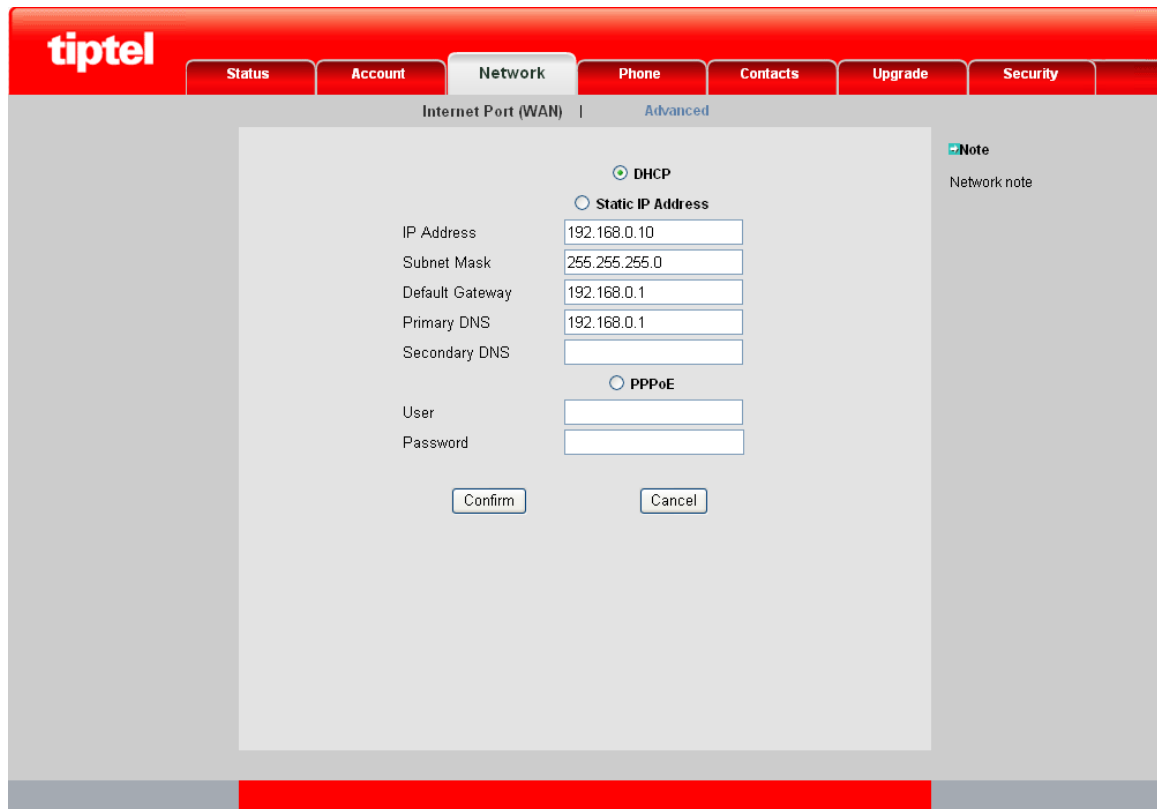 tiptel
Status Account Network Phone Contacts Upgrade Security
Internet Port (WAN) | Advanced
Note
DHCP
Network note
Static IP Address
IP Address 192.168.0.10
Subnet Mask 255.255.255.0
Default Gateway 192.168.0.1
Primary DNS 192.168.0.1
Secondary DNS
PPPoE
User
Password
Confirm Cancel